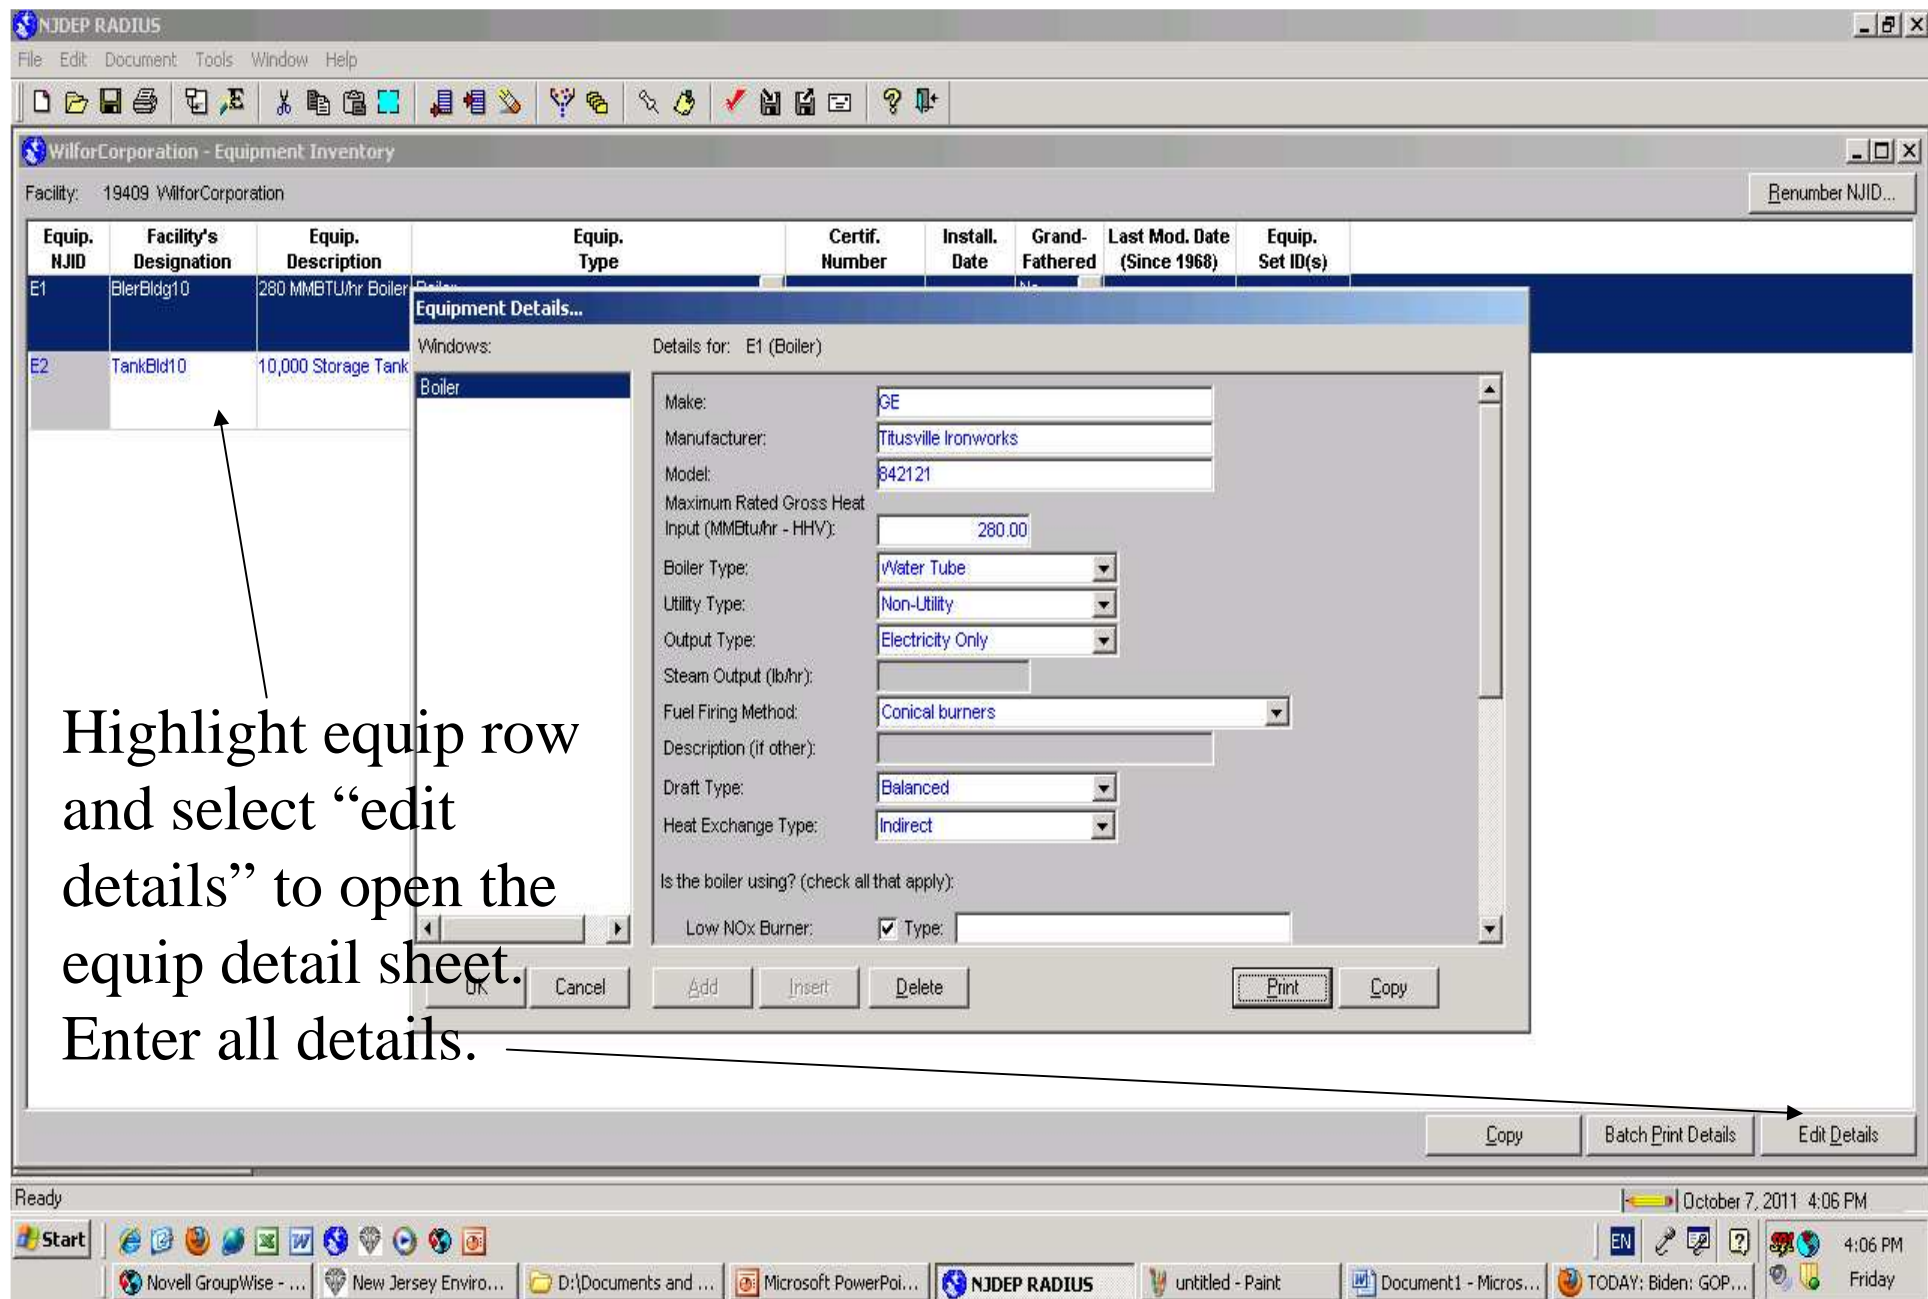 NJDEP RADIUS
File Edit Document Tools Window Help
WilforCorporation - Equipment Inventory
Facility: 19409 WilforCorporation
Renumber NJID...
Equip. NJID
Facility's Designation
Equip. Description
Equip. Type
Certif. Number
Install. Date
Grand-Fathered
Last Mod. Date (Since 1968)
Equip. Set ID(s)
E1 BlerBldg10 280 MMBTU/hr Boiler Boiler No
E2 TankBld10 10,000 Storage Tank
Equipment Details...
Windows:
Boiler
Details for: E1 (Boiler)
Make: GE
Manufacturer: Titusville Ironworks
Model: 842121
Maximum Rated Gross Heat
Input (MMBtu/hr - HHV): 280.00
Boiler Type: Water Tube
Utility Type: Non-Utility
Output Type: Electricity Only
Steam Output (lb/hr):
Fuel Firing Method: Conical burners
Description (if other):
Draft Type: Balanced
Heat Exchange Type: Indirect
Is the boiler using? (check all that apply):
Low NOx Burner: Type:
OK Cancel Add Insert Delete Print Copy
Highlight equip row
and select “edit
details” to open the
equip detail sheet.
Enter all details.
Copy Batch Print Details Edit Details
Ready
October 7, 2011 4:06 PM
Start
EN
4:06 PM
Novell GroupWise - ... New Jersey Enviro... D:\Documents and ... Microsoft PowerPoi... NJDEP RADIUS untitled - Paint Document1 - Micros... TODAY: Biden: GOP... Friday